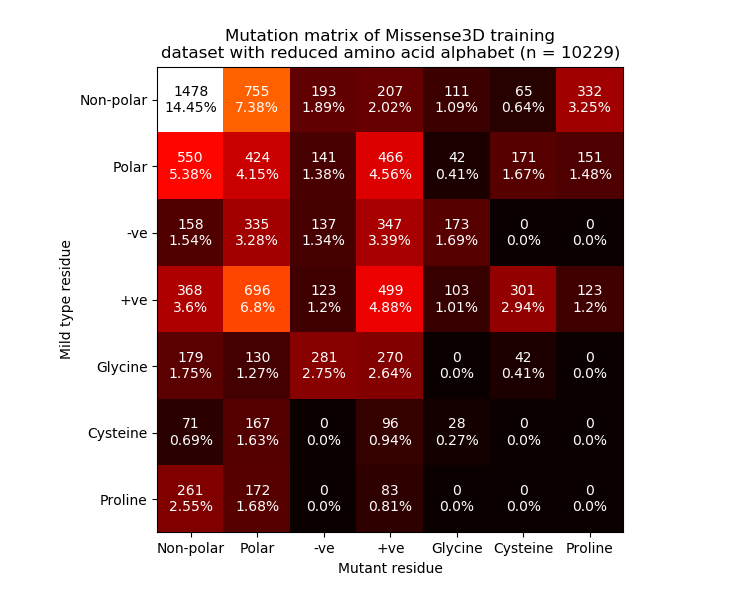 Mutation matrix of Missense3D training
dataset with reduced amino acid alphabet (n = 10229)
Mild type residue
Non-polar
1478 755 193 207 111 65 332
14.45% 7.38% 1.89% 2.02% 1.09% 0.64% 3.25%
Polar
550 424 141 466 42 171 151
5.38% 4.15% 1.38% 4.56% 0.41% 1.67% 1.48%
-ve
158 335 137 347 173 0 0
1.54% 3.28% 1.34% 3.39% 1.69% 0.0% 0.0%
+ve
368 696 123 499 103 301 123
3.6% 6.8% 1.2% 4.88% 1.01% 2.94% 1.2%
Glycine
179 130 281 270 0 42 0
1.75% 1.27% 2.75% 2.64% 0.0% 0.41% 0.0%
Cysteine
71 167 0 96 28 0 0
0.69% 1.63% 0.0% 0.94% 0.27% 0.0% 0.0%
Proline
261 172 0 83 0 0 0
2.55% 1.68% 0.0% 0.81% 0.0% 0.0% 0.0%
Non-polar Polar -ve +ve Glycine Cysteine Proline
Mutant residue